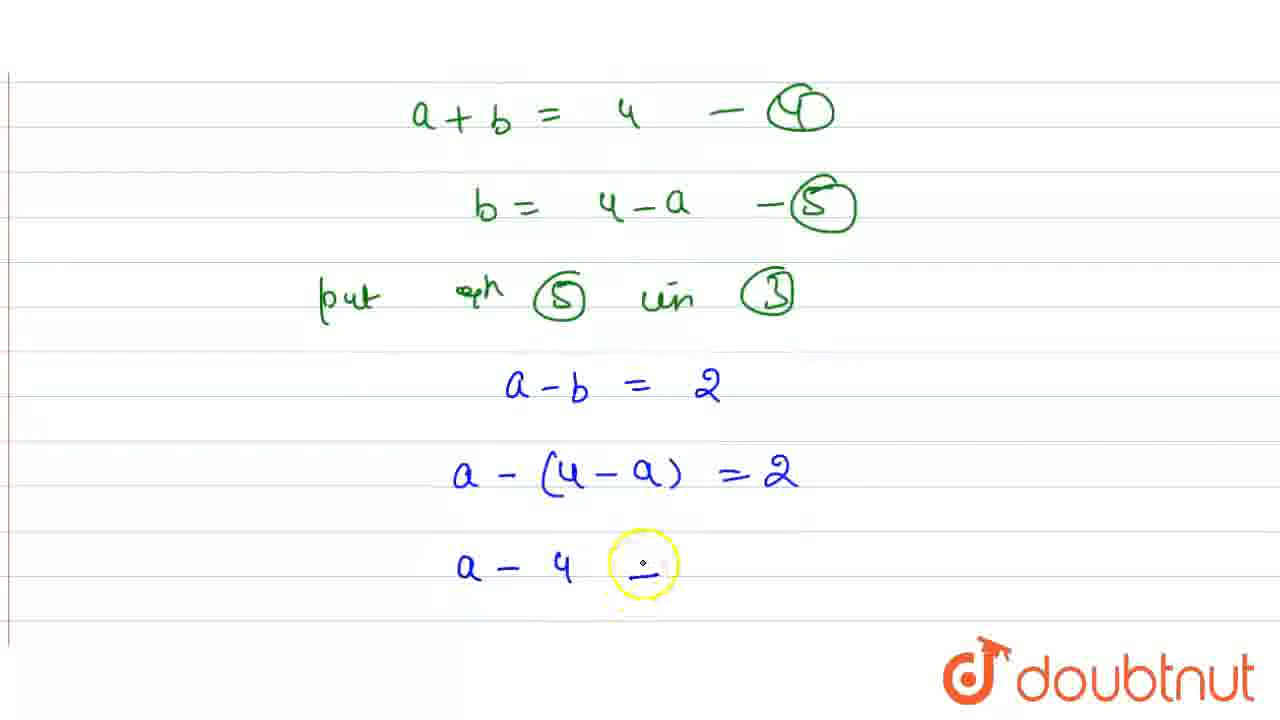 a + b = 4 - 4
b = 4 - a - 5
put eqn 5 in 3
a - b = 2
a - (4 - a) = 2
a - 4 -
doubtnut